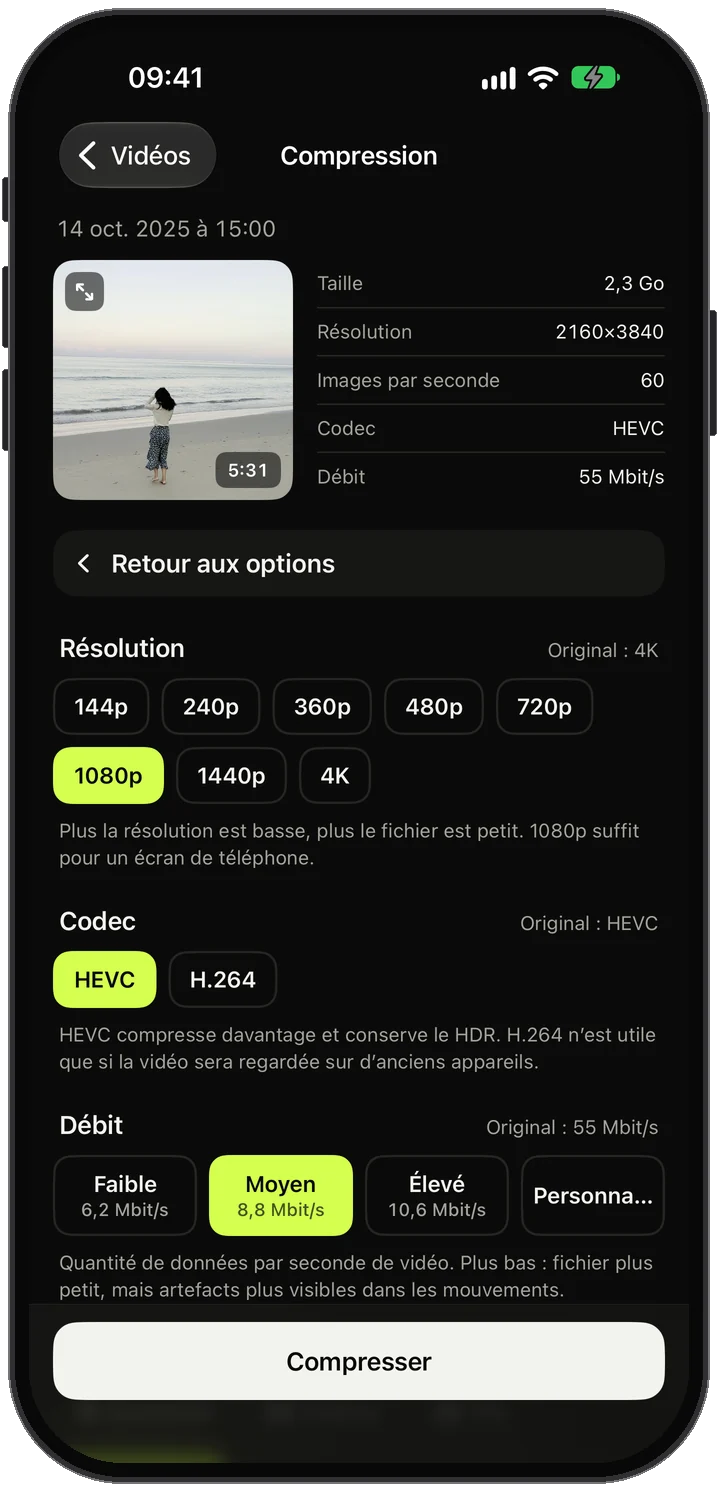 09:41
Vidéos
Compression
14 oct. 2025 à 15:00
5:31
Taille 2,3 Go
Résolution 2160×3840
Images par seconde 60
Codec HEVC
Débit 55 Mbit/s
Retour aux options
Résolution Original : 4K
144p 240p 360p 480p 720p
1080p 1440p 4K
Plus la résolution est basse, plus le fichier est petit. 1080p suffit
pour un écran de téléphone.
Codec Original : HEVC
HEVC H.264
HEVC compresse davantage et conserve le HDR. H.264 n’est utile
que si la vidéo sera regardée sur d’anciens appareils.
Débit Original : 55 Mbit/s
Faible Moyen Élevé Personna...
6,2 Mbit/s 8,8 Mbit/s 10,6 Mbit/s
Quantité de données par seconde de vidéo. Plus bas : fichier plus
petit, mais artefacts plus visibles dans les mouvements.
Compresser